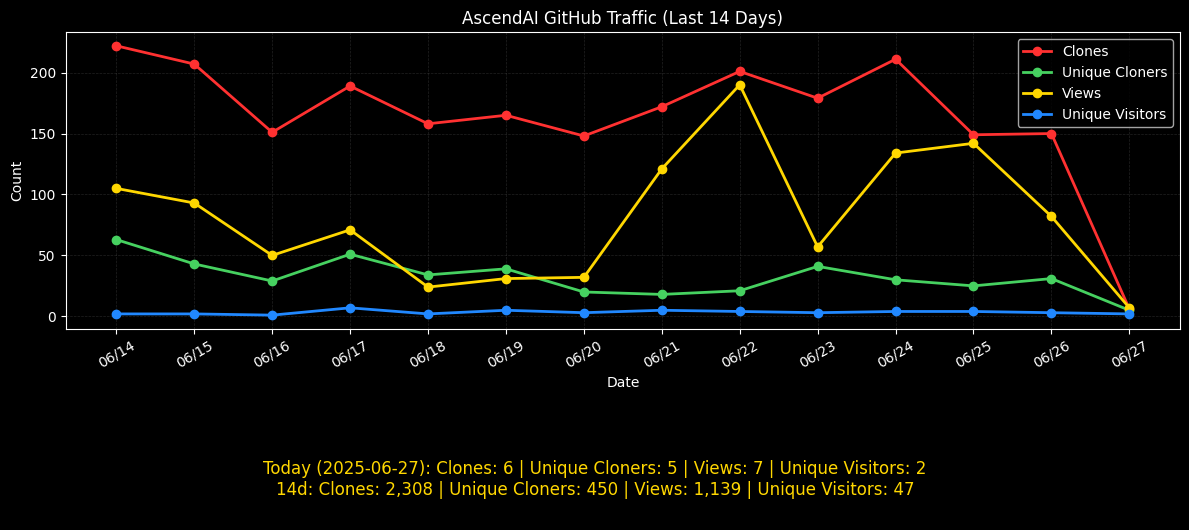 AscendAI GitHub Traffic (Last 14 Days)
Clones
Unique Cloners
Views
Unique Visitors
Count
200
150
100
50
0
06/14
06/15
06/16
06/17
06/18
06/19
06/20
06/21
06/22
06/23
06/24
06/25
06/26
06/27
Date
Today (2025-06-27): Clones: 6 | Unique Cloners: 5 | Views: 7 | Unique Visitors: 2
14d: Clones: 2,308 | Unique Cloners: 450 | Views: 1,139 | Unique Visitors: 47